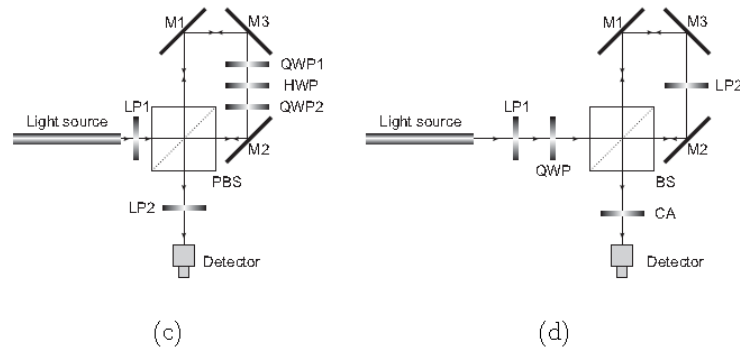 M1
M3
QWP1
HWP
QWP2
LP1
Light source
M2
PBS
LP2
Detector
(c)
M1
M3
LP2
LP1
Light source
QWP
M2
BS
CA
Detector
(d)